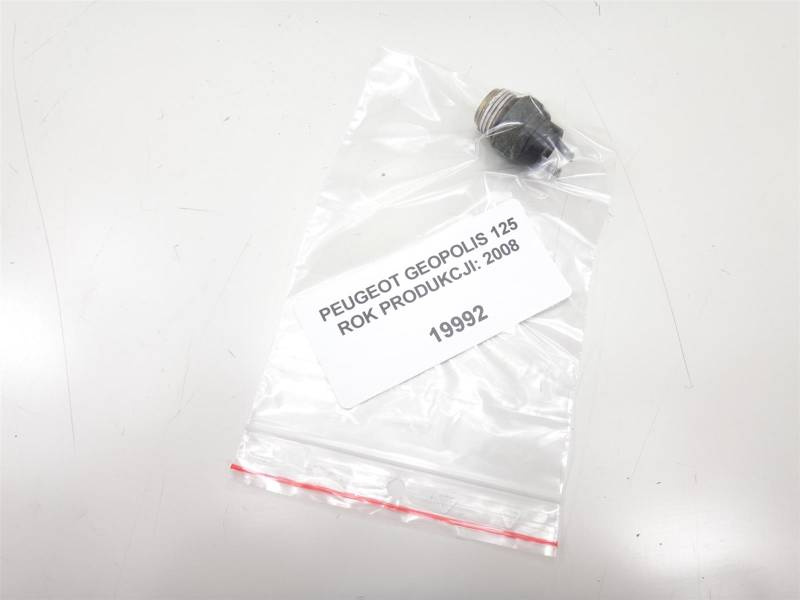 PEUGEOT GEOPOLIS 125
ROK PRODUKCJI: 2008
19992